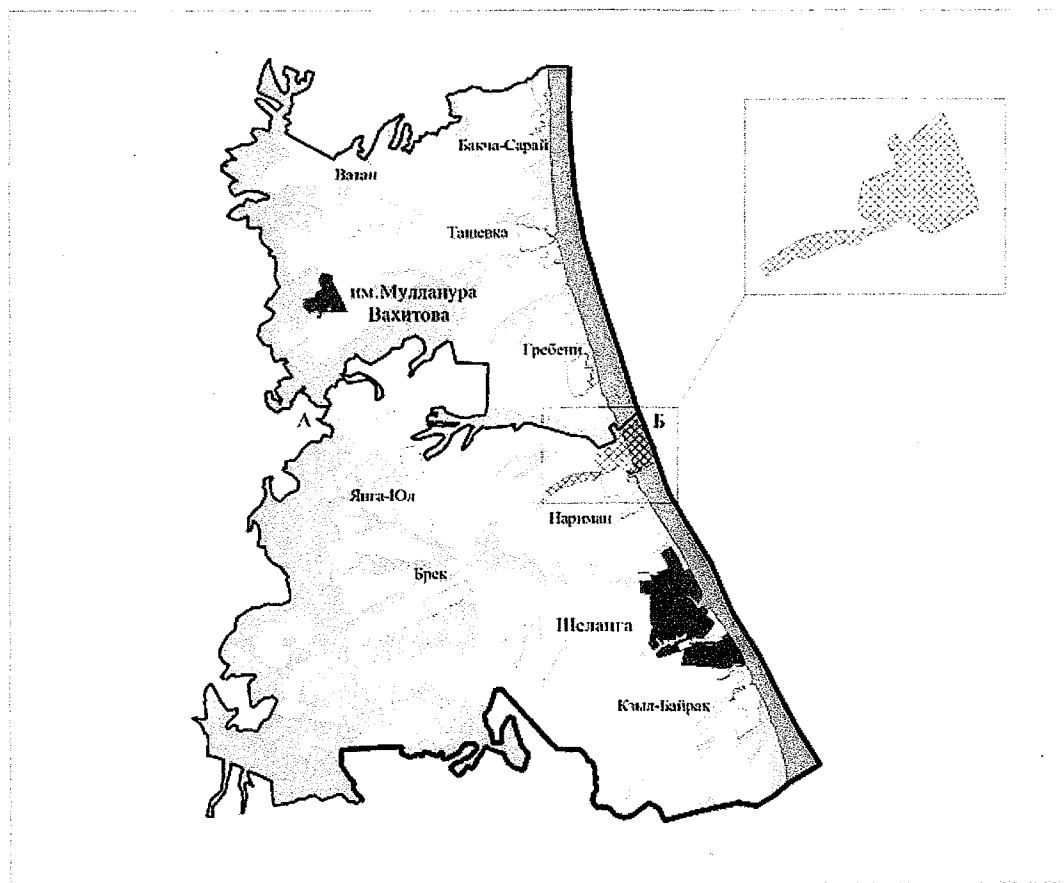 Бакча-Сарай
Ватан
Ташевка
им.Мулланура
Вахитова
Гребени
А
Б
Янга-Юл
Нариман
Брек
Шеланга
Кзыл-Байрак